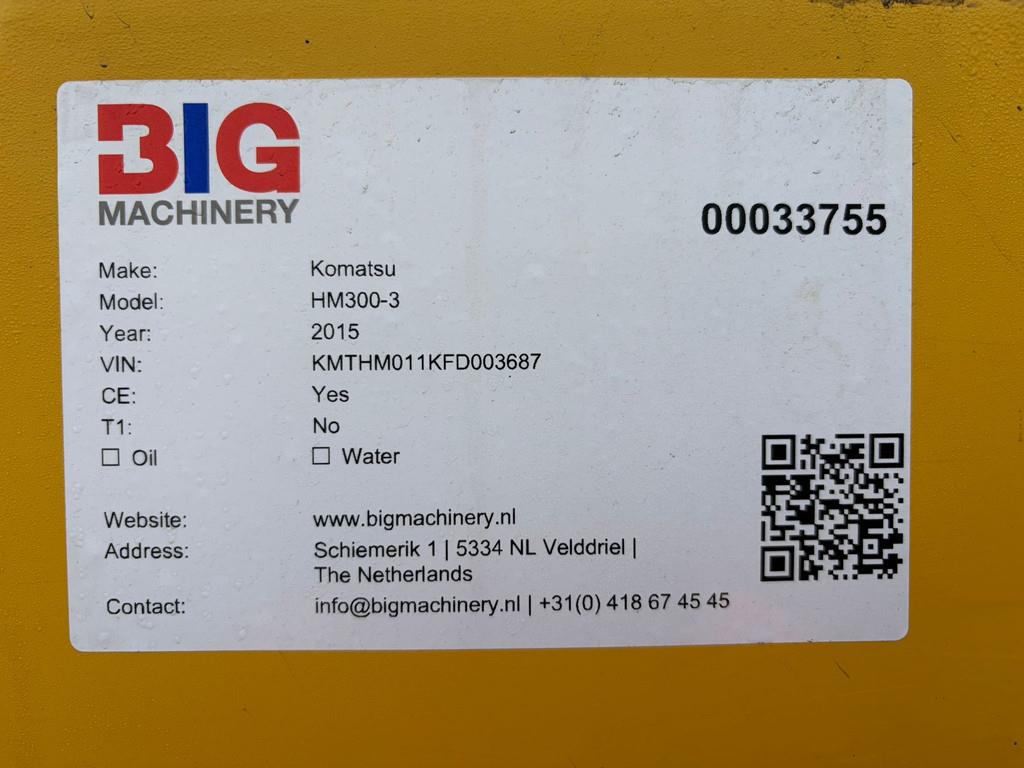 BIG
MACHINERY
00033755
Make: Komatsu
Model: HM300-3
Year: 2015
VIN: KMTHM011KFD003687
CE: Yes
T1: No
☐ Oil ☐ Water
Website: www.bigmachinery.nl
Address: Schiemerik 1 | 5334 NL Velddriel |
The Netherlands
Contact: info@bigmachinery.nl | +31(0) 418 67 45 45